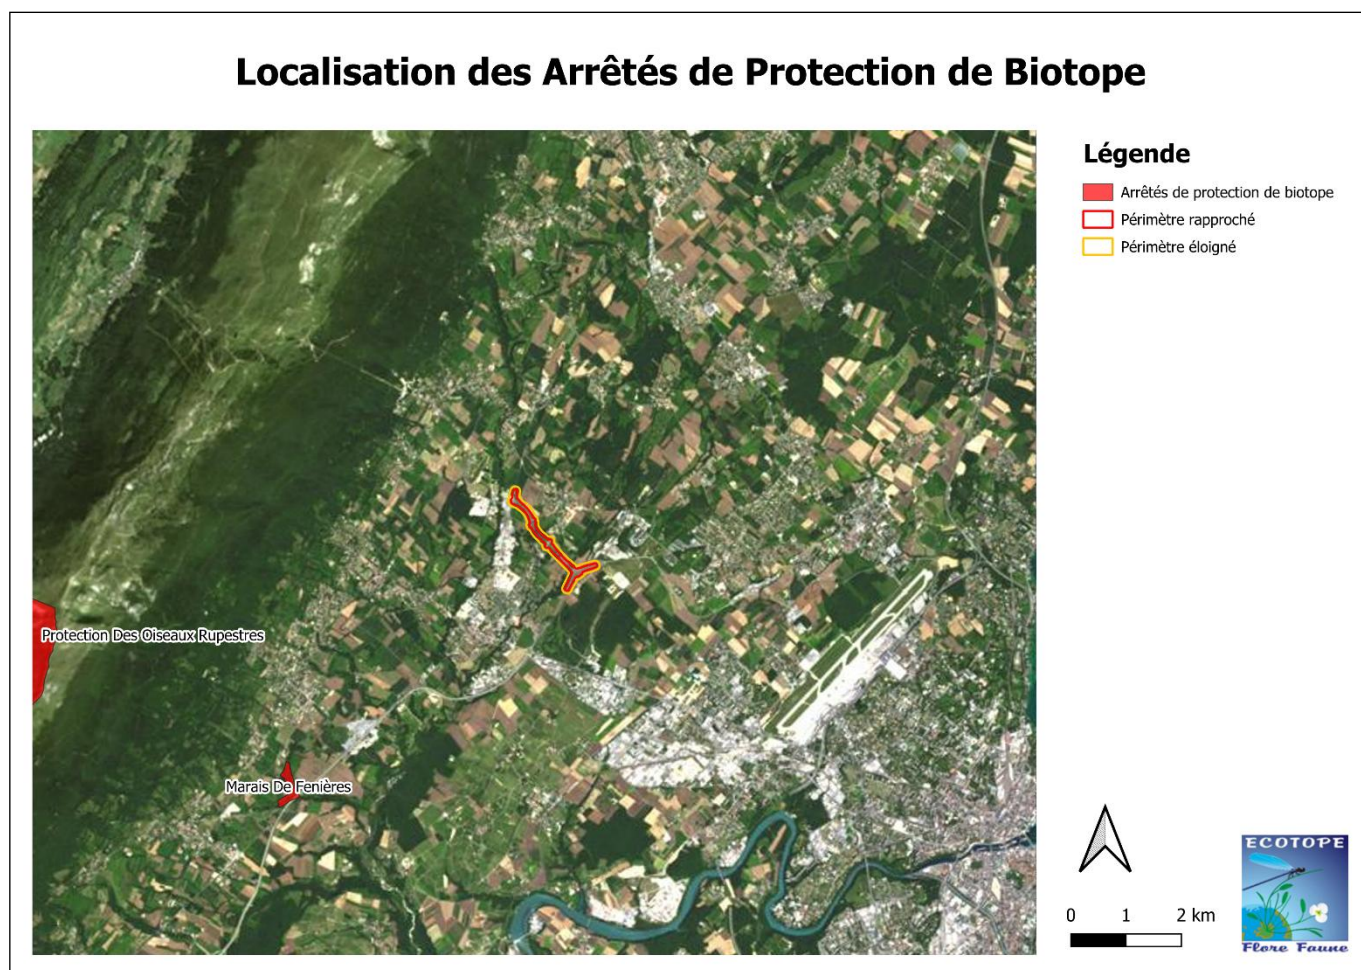 Localisation des Arrêtés de Protection de Biotope
Légende
Arrêtés de protection de biotope
Périmètre rapproché
Périmètre éloigné
Protection Des Oiseaux Rupestres
Marais De Fenières
0 1 2 km
ECOTOPE
Flore Faune